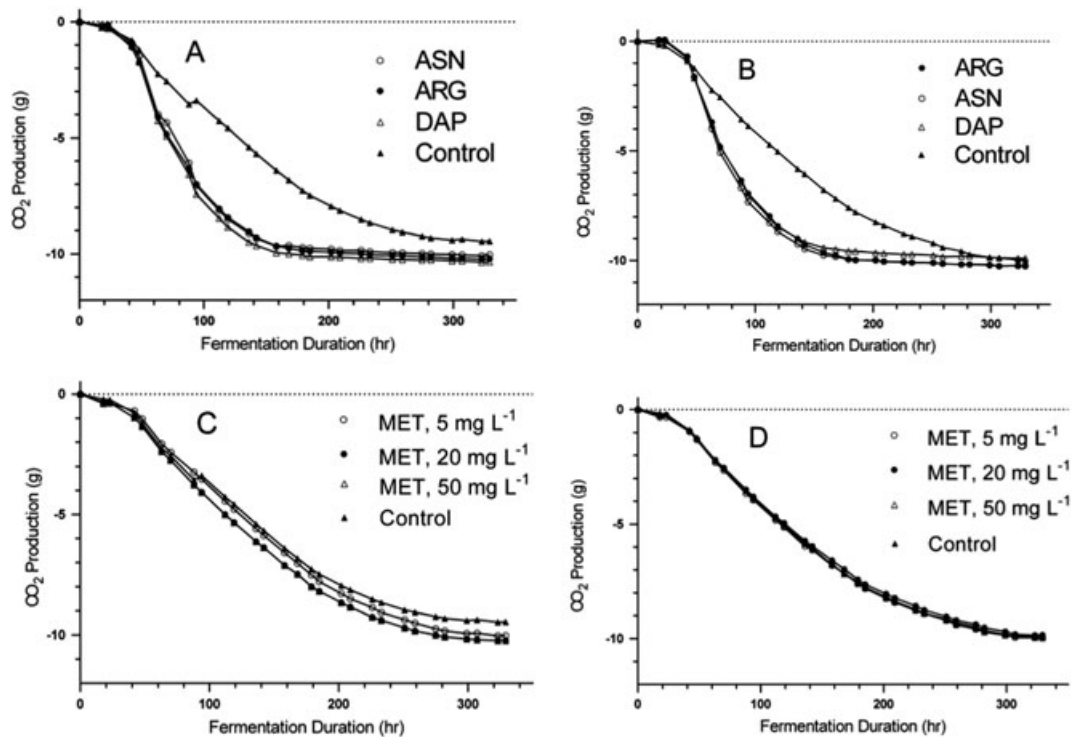 A
ASN
ARG
DAP
Control
0
-5
-10
CO2 Production (g)
0 100 200 300
Fermentation Duration (hr)
B
ARG
ASN
DAP
Control
0
-5
-10
CO2 Production (g)
0 100 200 300
Fermentation Duration (hr)
C
MET, 5 mg L-1
MET, 20 mg L-1
MET, 50 mg L-1
Control
0
-5
-10
CO2 Production (g)
0 100 200 300
Fermentation Duration (hr)
D
MET, 5 mg L-1
MET, 20 mg L-1
MET, 50 mg L-1
Control
0
-5
-10
CO2 Production (g)
0 100 200 300
Fermentation Duration (hr)